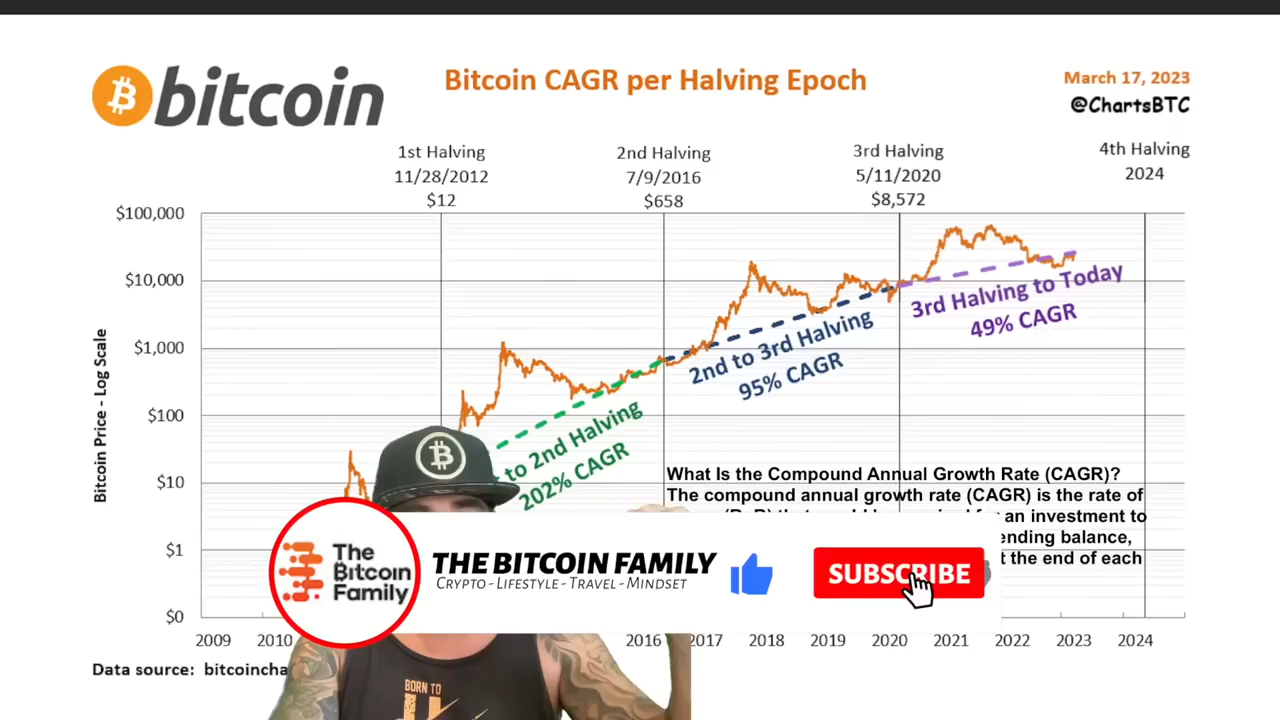 bitcoin
Bitcoin CAGR per Halving Epoch
March 17, 2023
@ChartsBTC
1st Halving
11/28/2012
$12
2nd Halving
7/9/2016
$658
3rd Halving
5/11/2020
$8,572
4th Halving
2024
Bitcoin Price - Log Scale
$100,000
$10,000
$1,000
$100
$10
$1
$0
to 2nd Halving
202% CAGR
2nd to 3rd Halving
95% CAGR
3rd Halving to Today
49% CAGR
What Is the Compound Annual Growth Rate (CAGR)?
The compound annual growth rate (CAGR) is the rate of
an investment to
ending balance,
t the end of each
The
Bitcoin
Family
THE BITCOIN FAMILY
CRYPTO - LIFESTYLE - TRAVEL - MINDSET
SUBSCRIBE
2009 2010 2016 2017 2018 2019 2020 2021 2022 2023 2024
Data source: bitcoincha
BORN TO